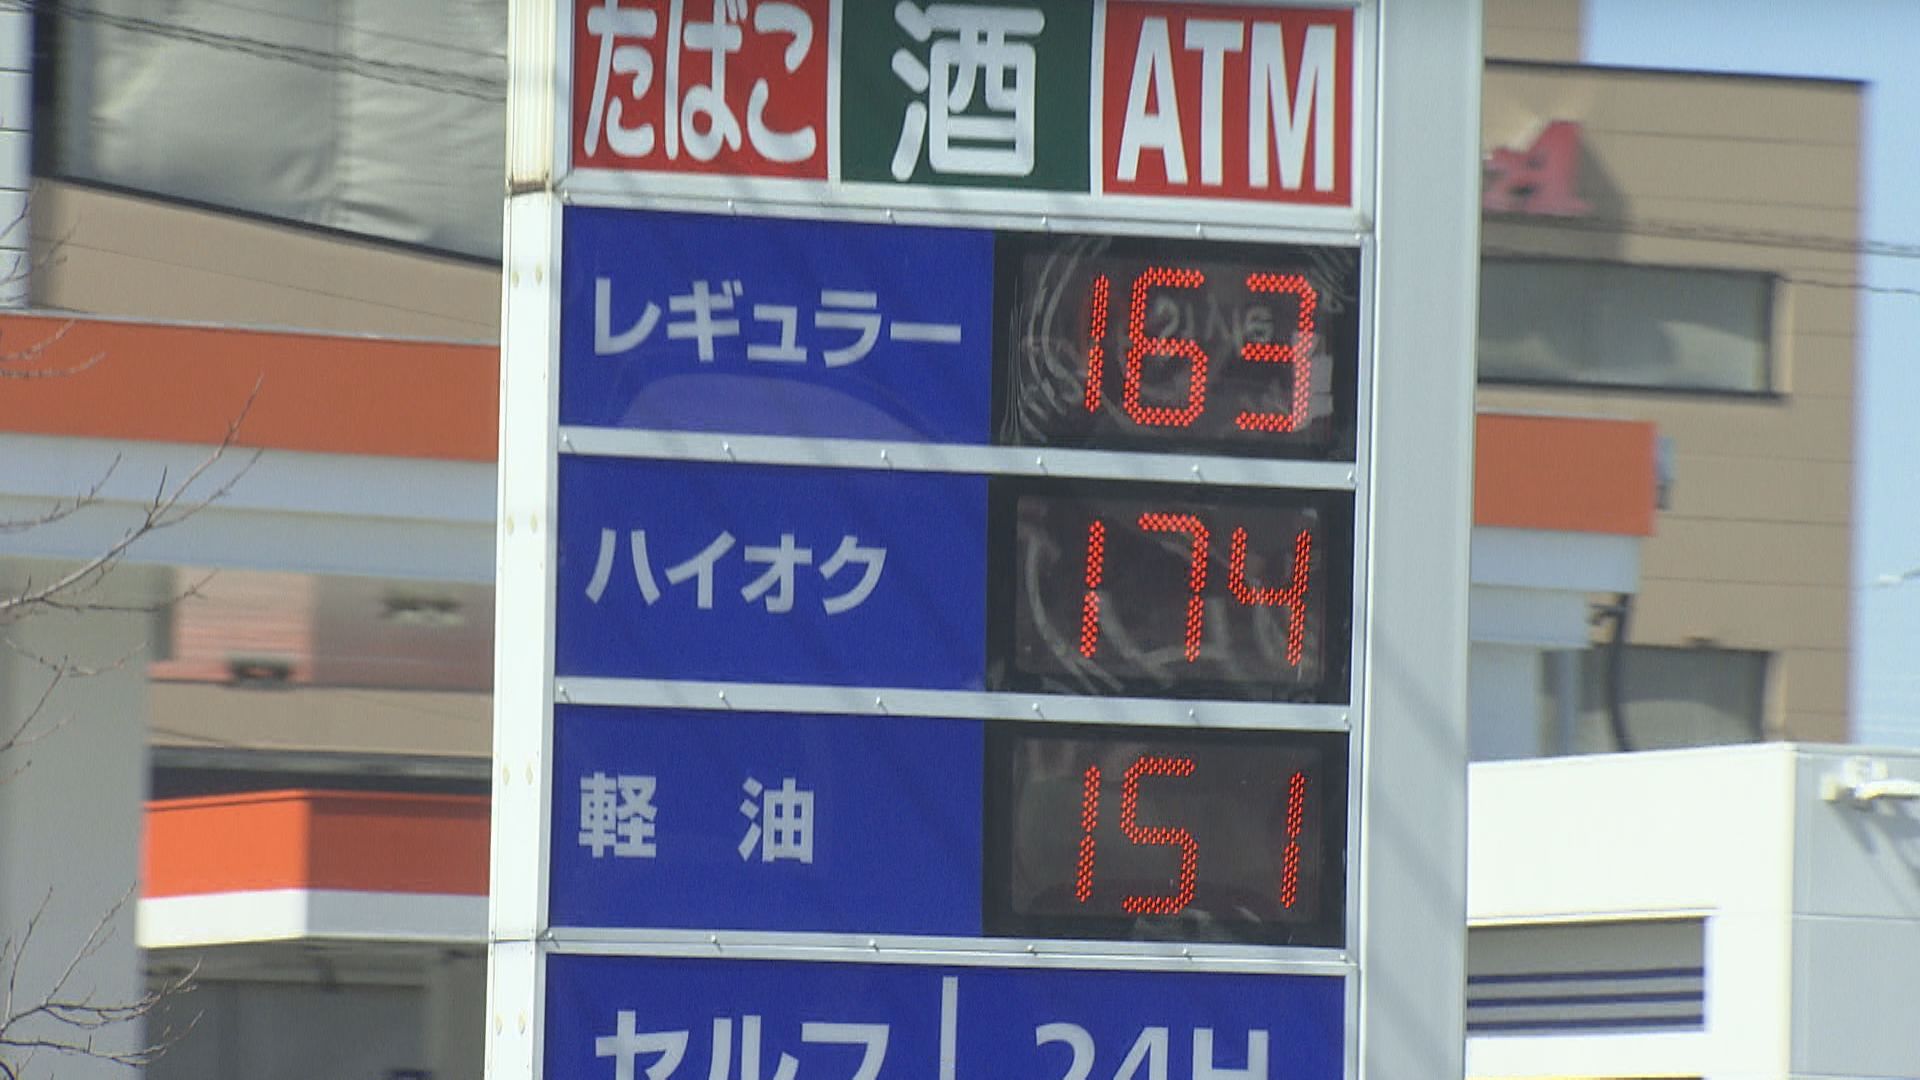 たばこ 酒 ATM
レギュラー 163
ハイオク 174
軽 油 151
セルフ 24H